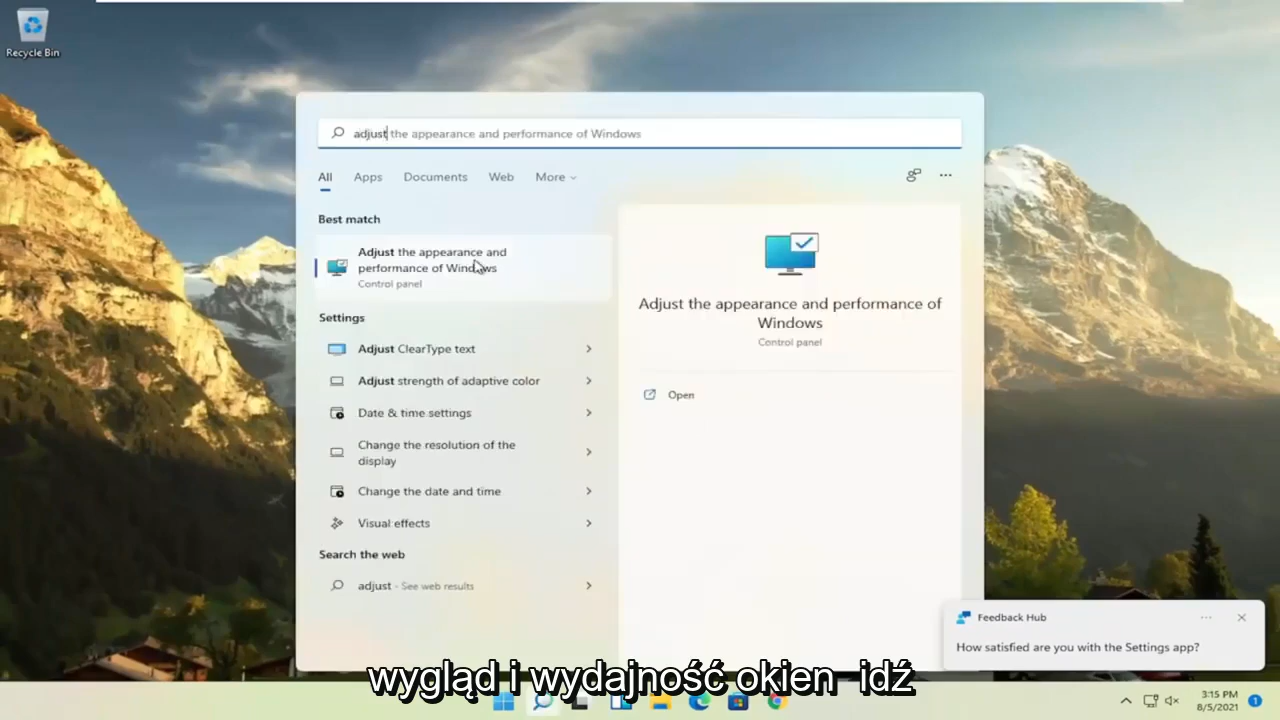 Recycle Bin
adjust the appearance and performance of Windows
All Apps Documents Web More
Best match
Adjust the appearance and
performance of Windows
Control panel
Settings
Adjust ClearType text
Adjust strength of adaptive color
Date & time settings
Change the resolution of the
display
Change the date and time
Visual effects
Search the web
adjust - See web results
Adjust the appearance and performance of
Windows
Control panel
Open
Feedback Hub
How satisfied are you with the Settings app?
wygląd i wydajność okien idź
3:15 PM
8/5/2021
1